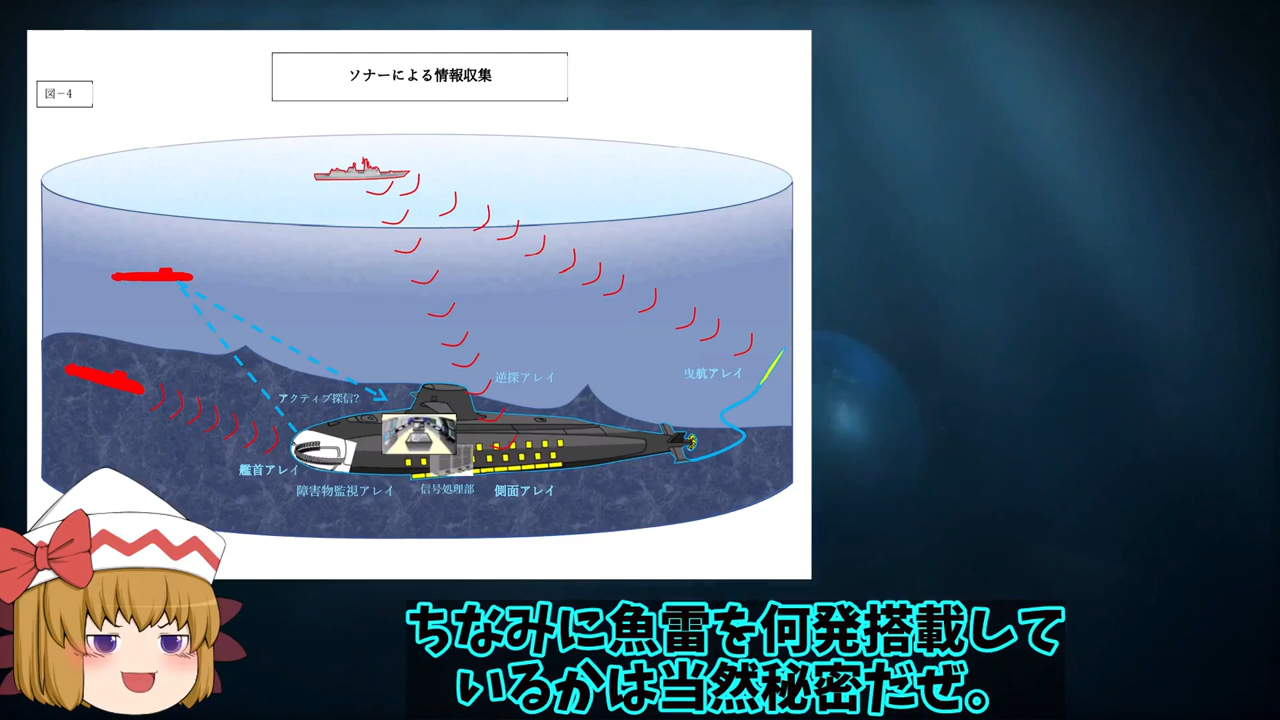 ソナーによる情報収集
図－4
逆探アレイ
曳航アレイ
アクティブ探信?
艦首アレイ
障害物監視アレイ
信号処理部
側面アレイ
ちなみに魚雷を何発搭載して
いるかは当然秘密だぜ。